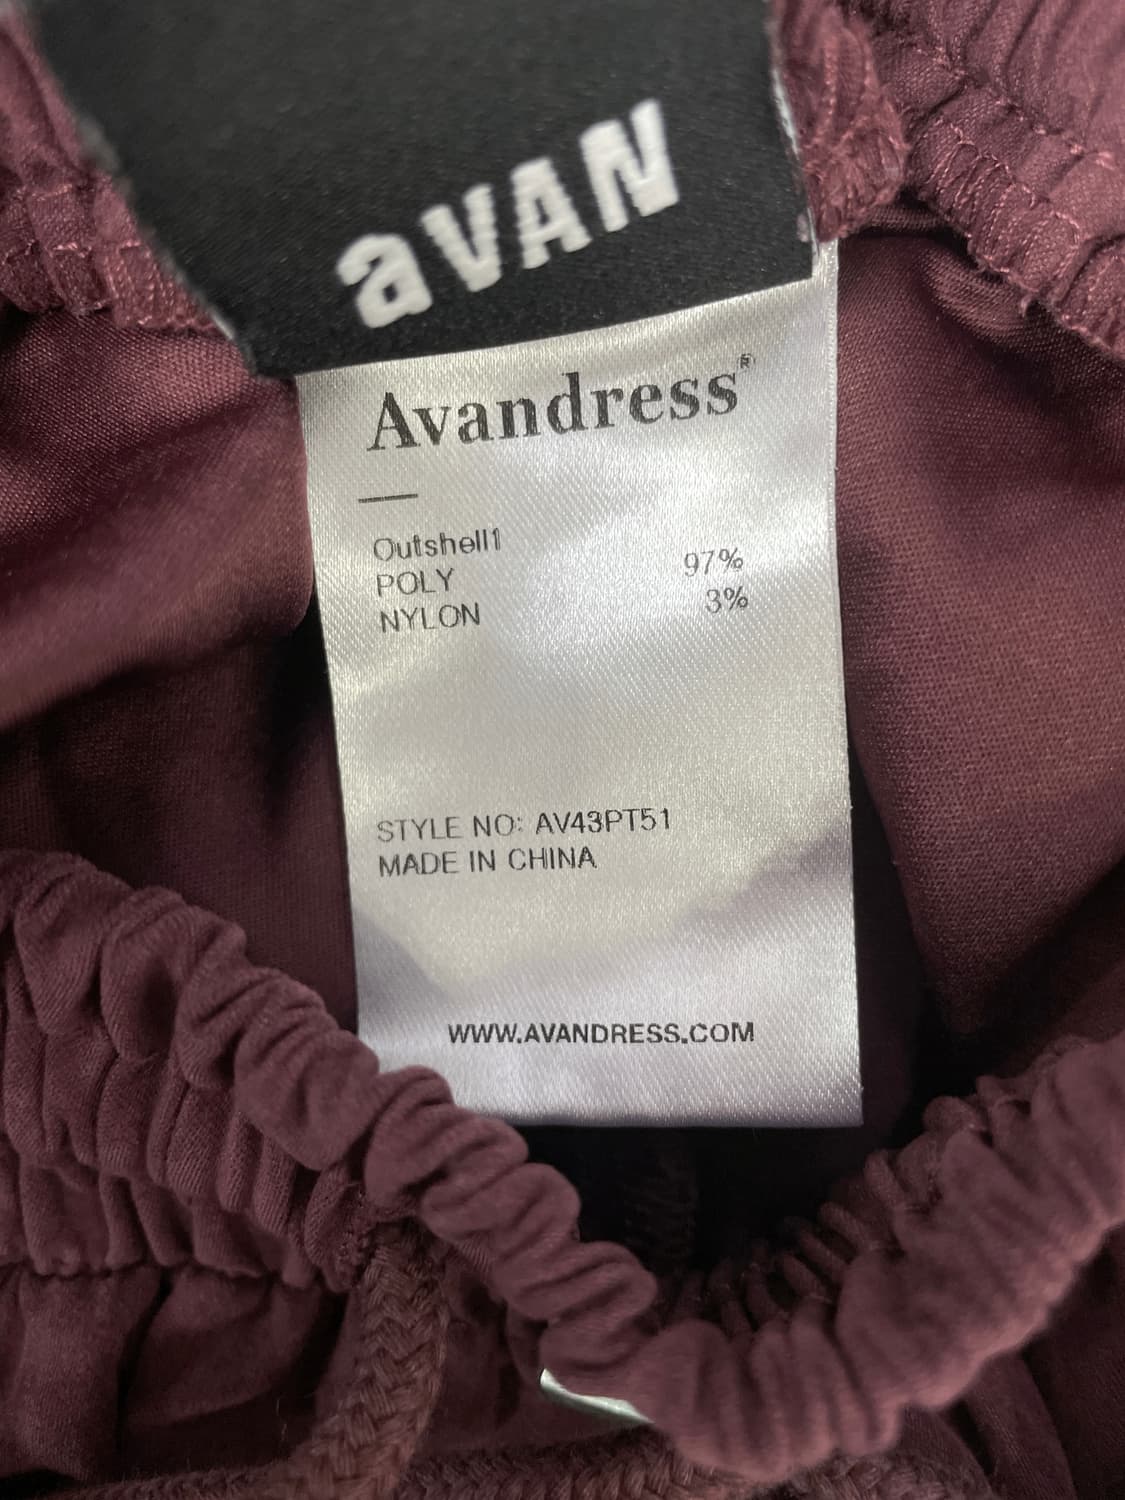 aVAN
Avandress®
Outshell1
POLY 97%
NYLON 3%
STYLE NO: AV43PT51
MADE IN CHINA
WWW.AVANDRESS.COM